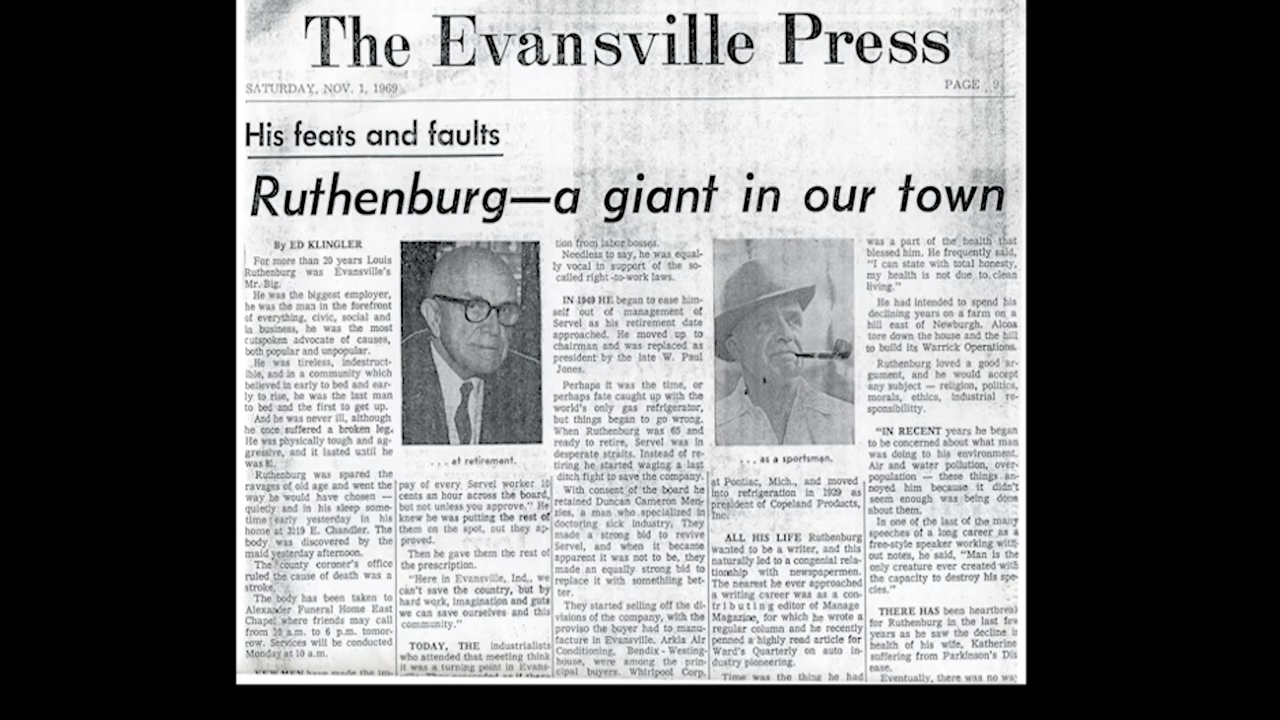 The Evansville Press
SATURDAY, NOV. 1, 1969
PAGE 9
His feats and faults
Ruthenburg—a giant in our town
By ED KLINGLER
For more than 20 years Louis
Ruthenburg was Evansville's
Mr. Big.
He was the biggest employer,
he was the man in the forefront
of everything, civic, social and
in business, he was the most
outspoken advocate of causes,
both popular and unpopular.
He was tireless, indestruct-
ible, and in a community which
believed in early to bed and ear-
ly to rise, he was the last man
to bed and the first to get up.
And he was never ill, although
he once suffered a broken leg.
He was physically tough and ag-
gressive, and it lasted until he
was
Ruthenburg was spared the
ravages of old age and went the
way he would have chosen —
quietly and in his sleep some-
time early yesterday in his
home at 3119 E. Chandler. The
body was discovered by the
maid yesterday afternoon.
The county coroner's office
ruled the cause of death was a
stroke.
The body has been taken to
Alexander Funeral Home East
Chapel where friends may call
from 10 a.m. to 6 p.m. tomor-
row. Services will be conducted
Monday at 10 a.m.
NEW MEN have made the im-
... at retirement.
pay of every Servel worker 10
cents an hour across the board,
but not unless you approve." He
knew he was putting the rest of
them on the spot, but they ap-
proved.
Then he gave them the rest of
the prescription.
"Here in Evansville, Ind., we
can't save the country, but by
hard work, imagination and guts
we can save ourselves and this
community."
TODAY, THE industrialists
who attended that meeting think
it was a turning point in Evans-
tion from labor bosses.
Needless to say, he was equal-
ly vocal in support of the so-
called right-to-work laws.
IN 1949 HE began to ease him-
self out of management of
Servel as his retirement date
approached. He moved up to
chairman and was replaced as
president by the late W. Paul
Jones.
Perhaps it was the time, or
perhaps fate caught up with the
world's only gas refrigerator,
but things began to go wrong.
When Ruthenburg was 65 and
ready to retire, Servel was in
desperate straits. Instead of re-
tiring he started waging a last
ditch fight to save the company.
With consent of the board he
retained Duncan Cameron Men-
zies, a man who specialized in
doctoring sick industry. They
made a strong bid to revive
Servel, and when it became
apparent it was not to be, they
made an equally strong bid to
replace it with something bet-
ter.
They started selling off the di-
visions of the company, with the
proviso the buyer had to manu-
facture in Evansville. Arkla Air
Conditioning, Bendix-Westing-
house, were among the prin-
cipal buyers. Whirlpool Corp.
... as a sportsman.
at Pontiac, Mich., and moved
into refrigeration in 1929 as
president of Copeland Products,
Inc.
ALL HIS LIFE Ruthenburg
wanted to be a writer, and this
naturally led to a congenial rela-
tionship with newspapermen.
The nearest he ever approached
a writing career was as a con-
tributing editor of Manage
Magazine, for which he wrote a
regular column and he recently
penned a highly read article for
Ward's Quarterly on auto in-
dustry pioneering.
Time was the thing he had
was a part of the health that
blessed him. He frequently said,
"I can state with total honesty,
my health is not due to clean
living."
He had intended to spend his
declining years on a farm on a
hill east of Newburgh. Alcoa
tore down the house and the hill
to build its Warrick Operations.
Ruthenburg loved a good ar-
gument, and he would accept
any subject — religion, politics,
morals, ethics, industrial re-
sponsibility.
"IN RECENT years he began
to be concerned about what man
was doing to his environment.
Air and water pollution, over-
population — these things an-
noyed him because it didn't
seem enough was being done
about them.
In one of the last of the many
speeches of a long career as a
free-style speaker working with-
out notes, he said, "Man is the
only creature ever created with
the capacity to destroy his spe-
cies."
THERE HAS been heartbreak
for Ruthenburg in the last few
years as he saw the decline in
health of his wife, Katherine
suffering from Parkinson's Dis
ease.
Eventually, there was no way